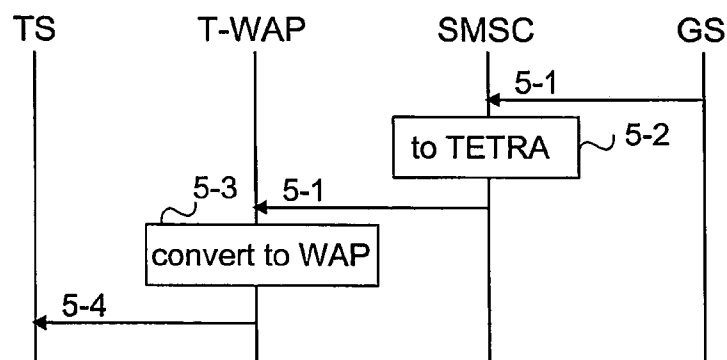 TS T-WAP SMSC GS
5-1
to TETRA 5-2
5-3 5-1
convert to WAP
5-4